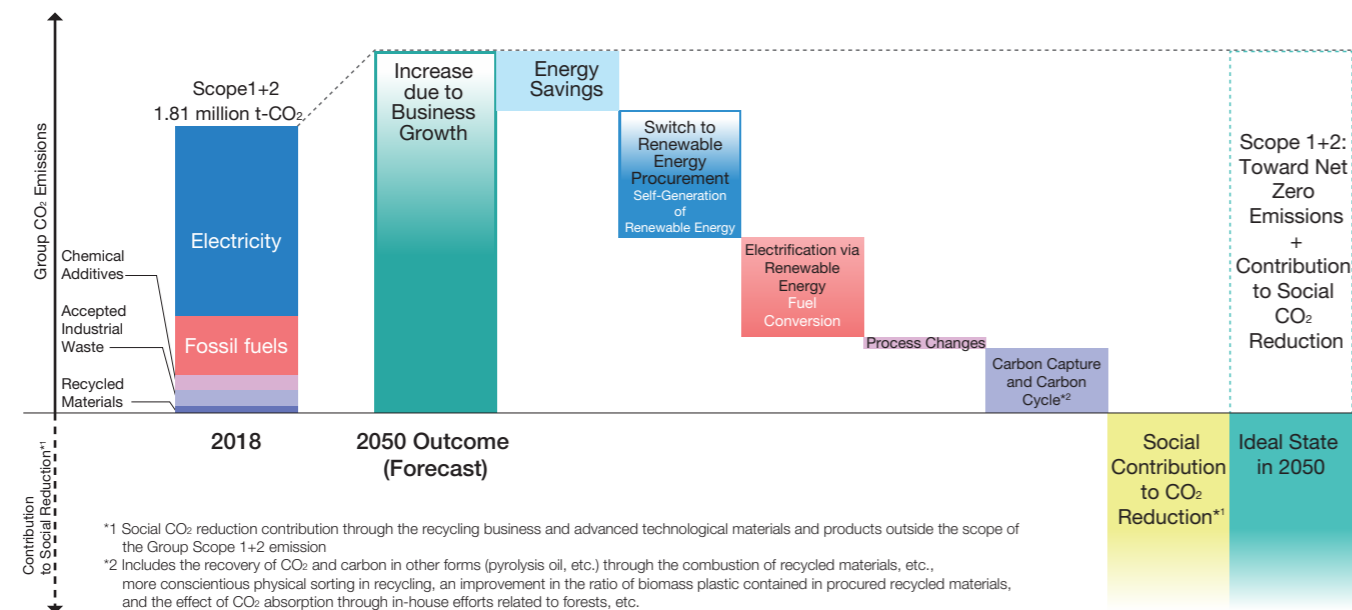 Group CO₂ Emissions
Scope1+2
1.81 million t-CO₂
Electricity
Fossil fuels
Chemical
Additives
Accepted
Industrial
Waste
Recycled
Materials
Increase
due to
Business
Growth
Energy
Savings
Switch to
Renewable
Energy
Procurement
Self-Generation
of
Renewable Energy
Electrification via
Renewable
Energy
Fuel
Conversion
Process Changes
Carbon Capture
and Carbon
Cycle*2
Scope 1+2:
Toward Net
Zero
Emissions
+
Contribution
to Social
CO₂
Reduction
2018
2050 Outcome
(Forecast)
Social
Contribution
to CO₂
Reduction*1
Ideal State
in 2050
Contribution
to Social Reduction*1
*1 Social CO₂ reduction contribution through the recycling business and advanced technological materials and products outside the scope of
the Group Scope 1+2 emission
*2 Includes the recovery of CO₂ and carbon in other forms (pyrolysis oil, etc.) through the combustion of recycled materials, etc.,
more conscientious physical sorting in recycling, an improvement in the ratio of biomass plastic contained in procured recycled materials,
and the effect of CO₂ absorption through in-house efforts related to forests, etc.